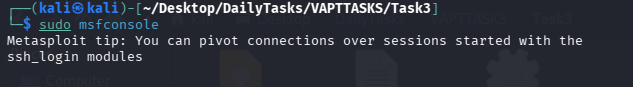 ┌──(kali㉿kali)-[~/Desktop/DailyTasks/VAPTTASKS/Task3]
└─$ sudo msfconsole
Metasploit tip: You can pivot connections over sessions started with the
ssh_login modules